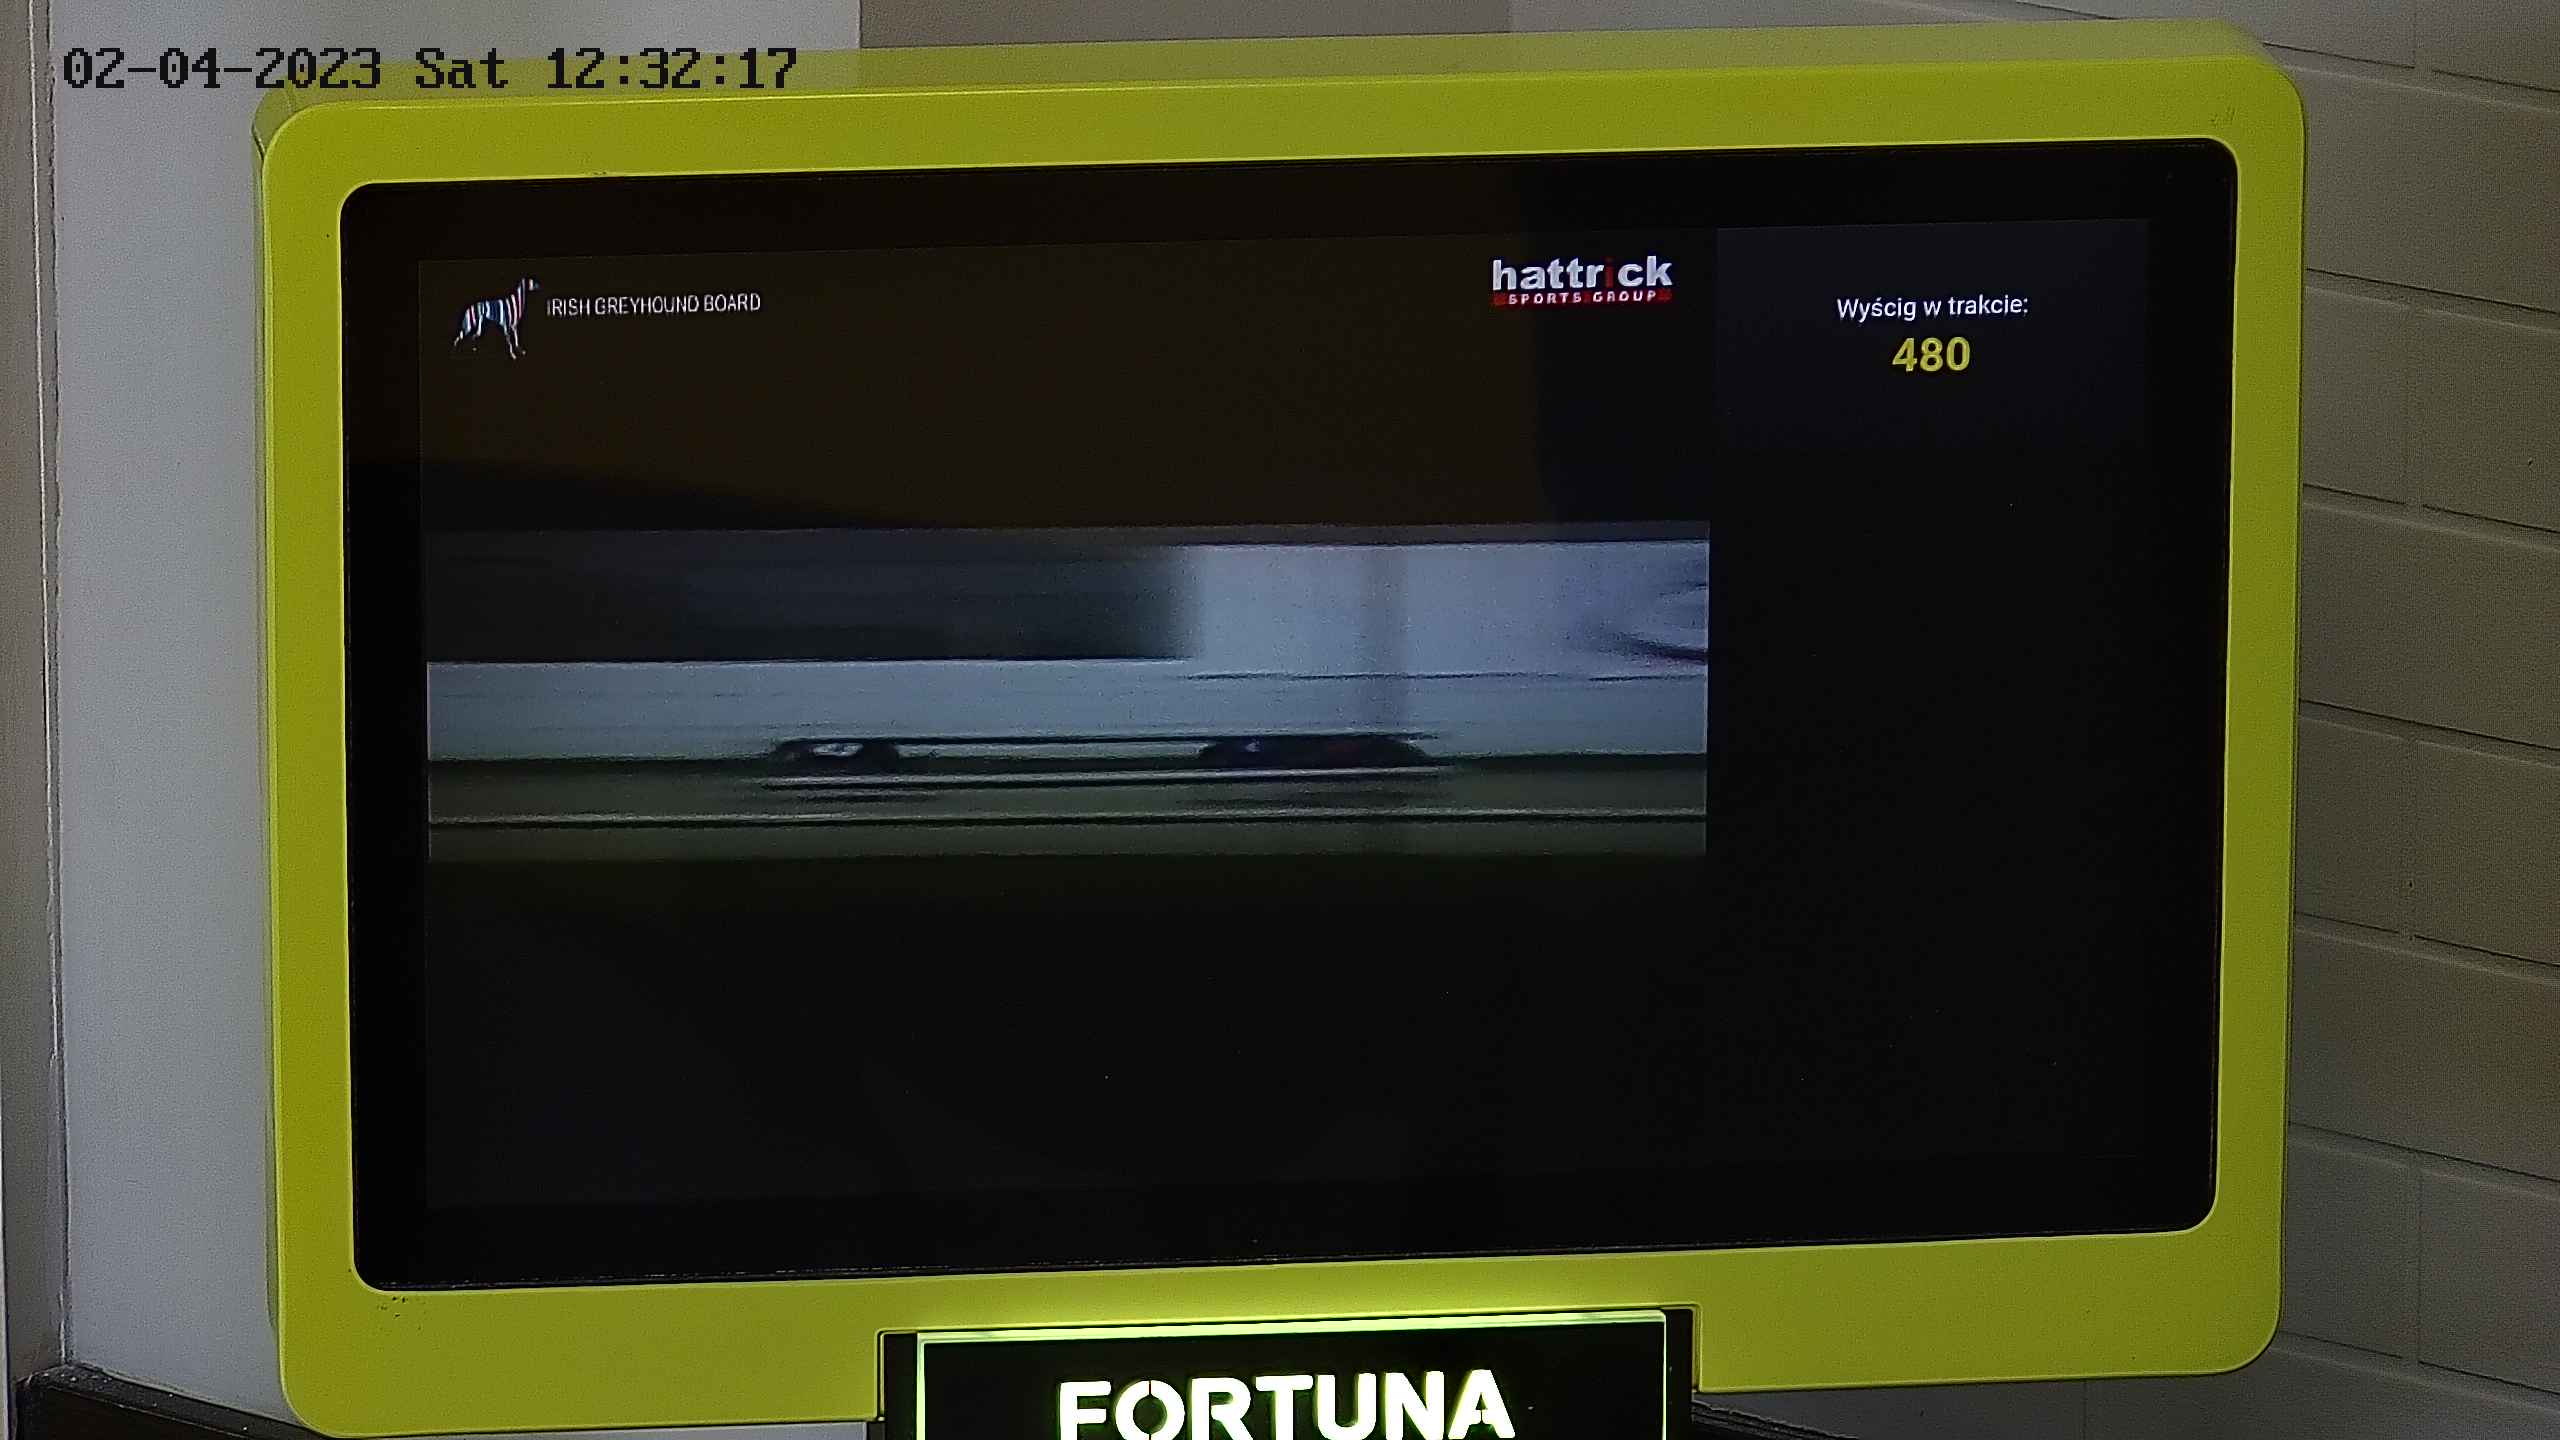 02-04-2023 Sat 12:32:17
IRISH GREYHOUND BOARD
hattrick
SPORTS GROUP
Wyścig w trakcie:
480
FORTUNA